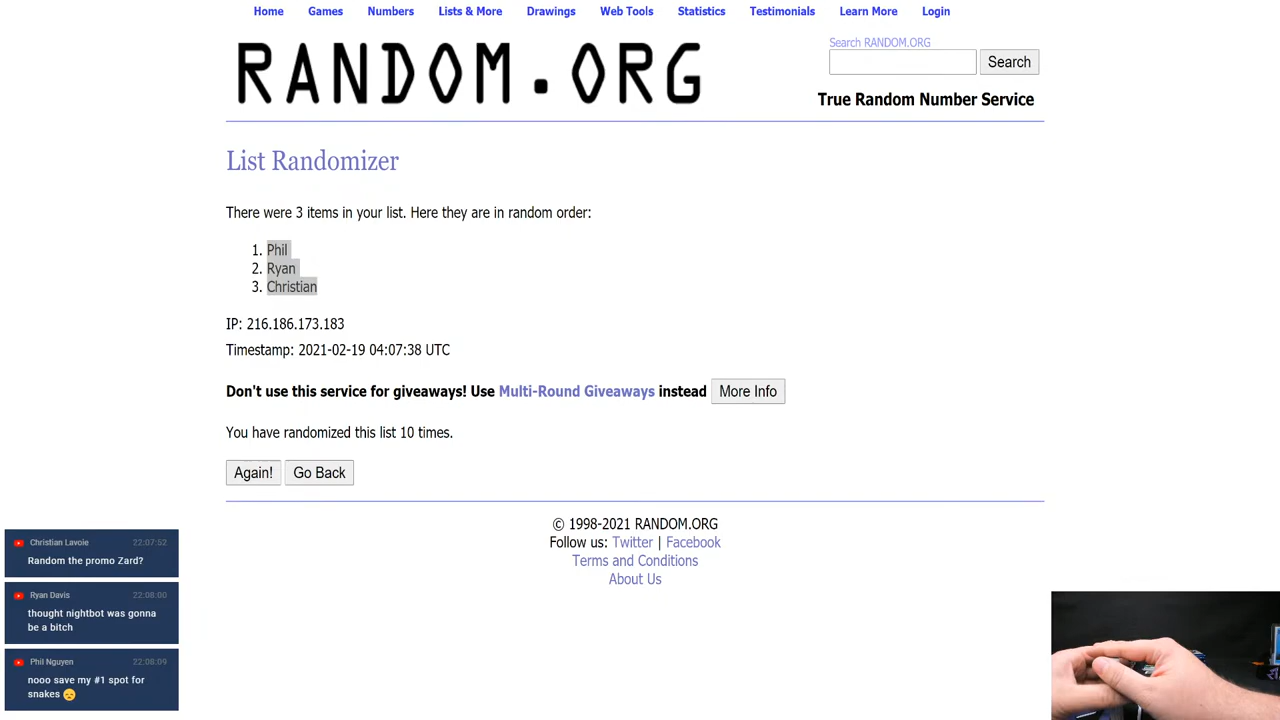 Home Games Numbers Lists & More Drawings Web Tools Statistics Testimonials Learn More Login
RANDOM.ORG
Search RANDOM.ORG
Search
True Random Number Service
List Randomizer
There were 3 items in your list. Here they are in random order:
1. Phil
2. Ryan
3. Christian
IP: 216.186.173.183
Timestamp: 2021-02-19 04:07:38 UTC
Don't use this service for giveaways! Use Multi-Round Giveaways instead More Info
You have randomized this list 10 times.
Again! Go Back
© 1998-2021 RANDOM.ORG
Follow us: Twitter | Facebook
Terms and Conditions
About Us
Christian Lavoie 22:07:52
Random the promo Zard?
Ryan Davis 22:08:00
thought nightbot was gonna
be a bitch
Phil Nguyen 22:08:09
nooo save my #1 spot for
snakes 😔